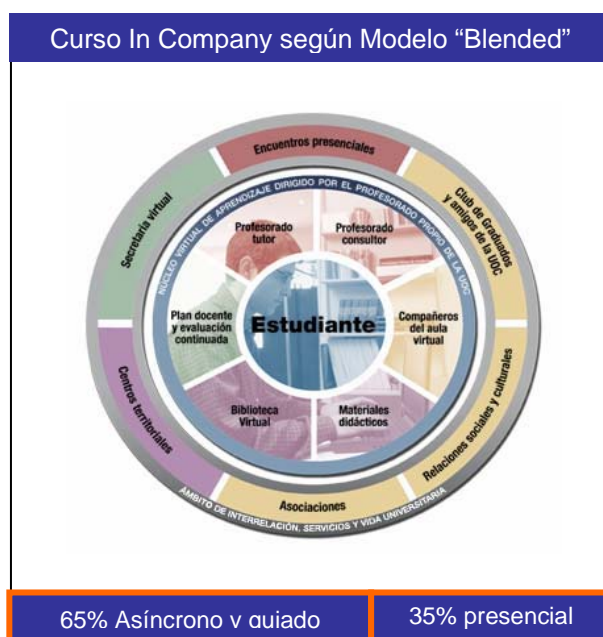 Curso In Company según Modelo “Blended”
Encuentros presenciales
Club de Graduados
y amigos de la UOC
Secretaría virtual
NÚCLEO VIRTUAL DE APRENDIZAJE DIRIGIDO POR EL PROFESORADO PROPIO DE LA UOC
Profesorado
tutor
Profesorado
consultor
Plan docente
y evaluación
continuada
Estudiante
Compañeros
del aula
virtual
Biblioteca
Virtual
Materiales
didácticos
Centros territoriales
Relaciones sociales y culturales
Asociaciones
ÁMBITO DE INTERRELACIÓN, SERVICIOS Y VIDA UNIVERSITARIA
65% Asíncrono y guiado
35% presencial